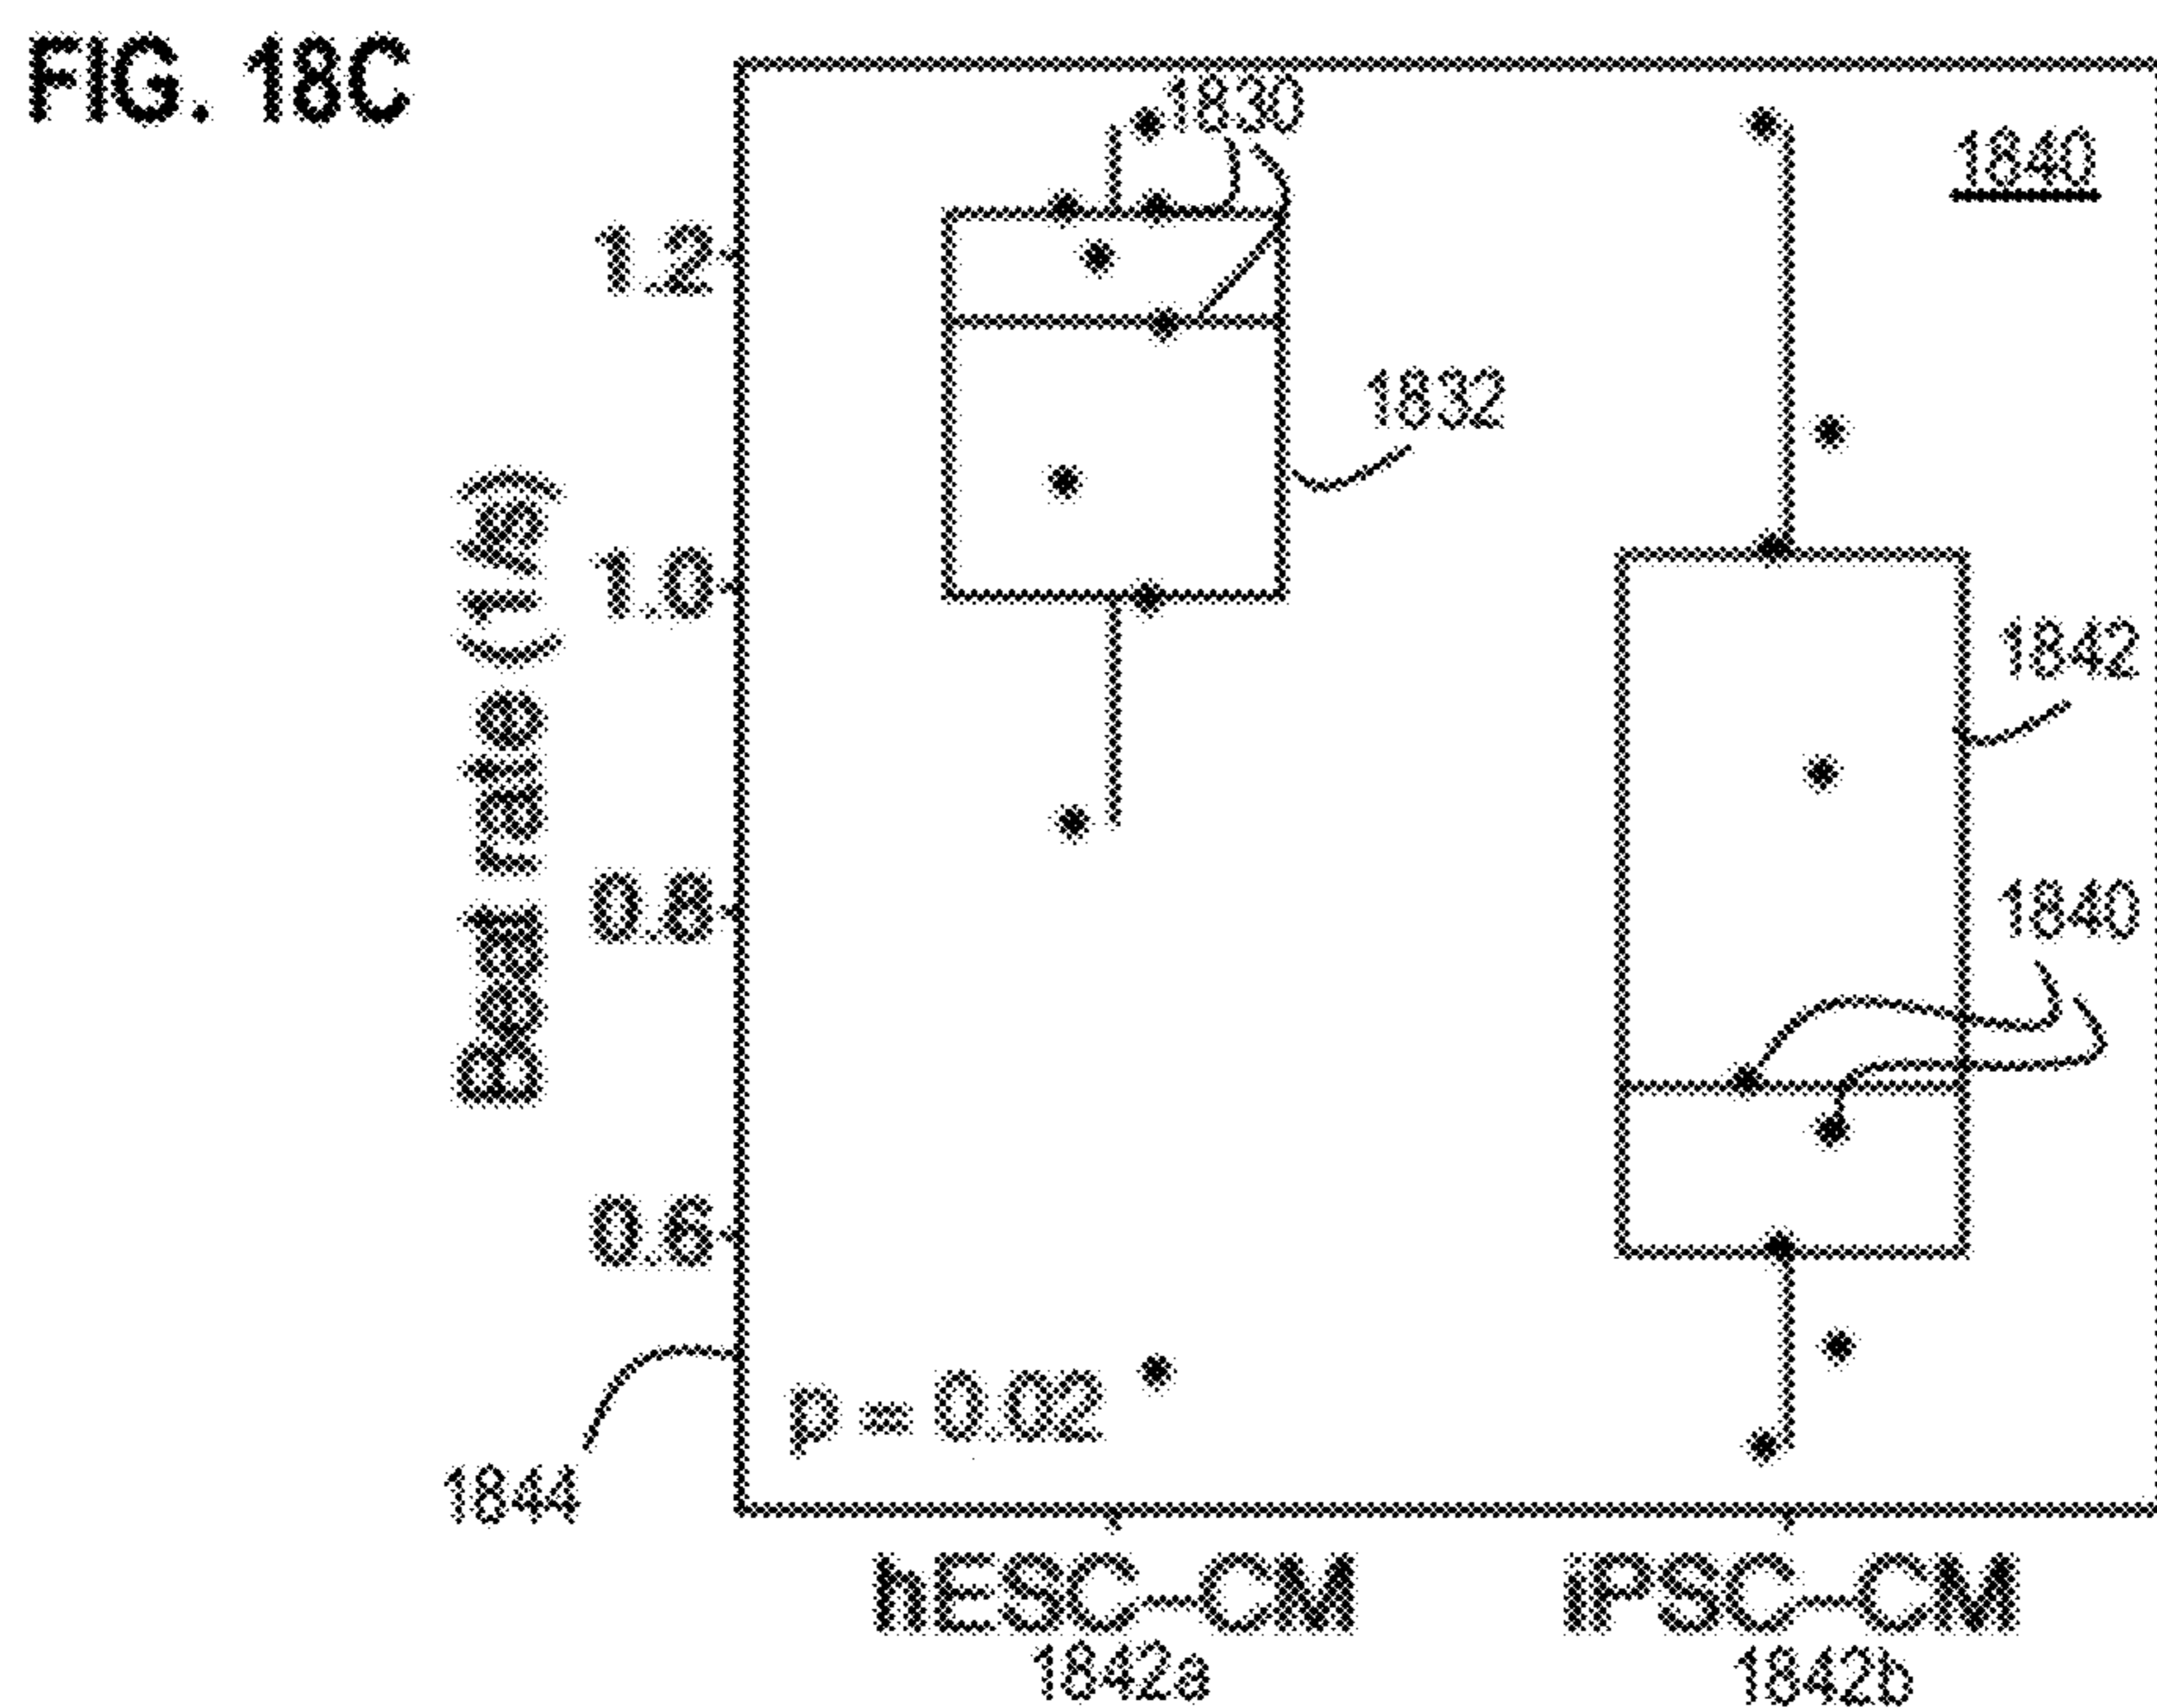 FIG. 18C
1830
1840
1.2
1832
1.0
1842
0.8
1840
0.6
Beat ratio (1/s)
p = 0.02
1844
hESC–CM
iPSC–CM
1842a
1842b